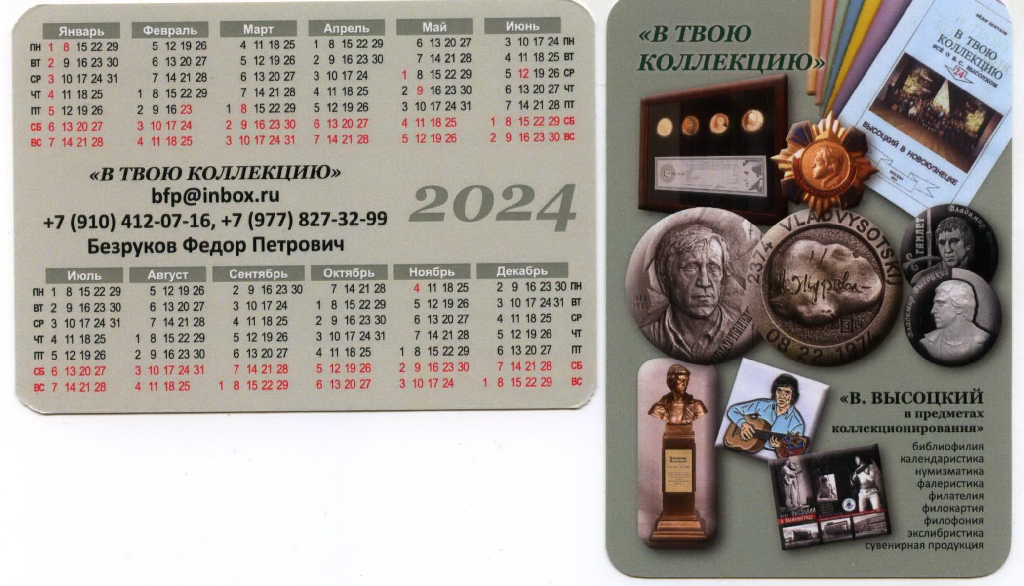 Январь Февраль Март Апрель Май Июнь
ПН 1 8 15 22 29 5 12 19 26 4 11 18 25 1 8 15 22 29 6 13 20 27 3 10 17 24 ПН
ВТ 2 9 16 23 30 6 13 20 27 5 12 19 26 2 9 16 23 30 7 14 21 28 4 11 18 25 ВТ
СР 3 10 17 24 31 7 14 21 28 6 13 20 27 3 10 17 24 1 8 15 22 29 5 12 19 26 СР
ЧТ 4 11 18 25 1 8 15 22 29 7 14 21 28 4 11 18 25 2 9 16 23 30 6 13 20 27 ЧТ
ПТ 5 12 19 26 2 9 16 23 1 8 15 22 29 5 12 19 26 3 10 17 24 31 7 14 21 28 ПТ
СБ 6 13 20 27 3 10 17 24 2 9 16 23 30 6 13 20 27 4 11 18 25 1 8 15 22 29 СБ
ВС 7 14 21 28 4 11 18 25 3 10 17 24 31 7 14 21 28 5 12 19 26 2 9 16 23 30 ВС
«В ТВОЮ КОЛЛЕКЦИЮ»
bfp@inbox.ru
+7 (910) 412-07-16, +7 (977) 827-32-99
Безруков Федор Петрович
2024
Июль Август Сентябрь Октябрь Ноябрь Декабрь
ПН 1 8 15 22 29 5 12 19 26 2 9 16 23 30 7 14 21 28 4 11 18 25 2 9 16 23 30 ПН
ВТ 2 9 16 23 30 6 13 20 27 3 10 17 24 1 8 15 22 29 5 12 19 26 3 10 17 24 31 ВТ
СР 3 10 17 24 31 7 14 21 28 4 11 18 25 2 9 16 23 30 6 13 20 27 4 11 18 25 СР
ЧТ 4 11 18 25 1 8 15 22 29 5 12 19 26 3 10 17 24 31 7 14 21 28 5 12 19 26 ЧТ
ПТ 5 12 19 26 2 9 16 23 30 6 13 20 27 4 11 18 25 1 8 15 22 29 6 13 20 27 ПТ
СБ 6 13 20 27 3 10 17 24 31 7 14 21 28 5 12 19 26 2 9 16 23 30 7 14 21 28 СБ
ВС 7 14 21 28 4 11 18 25 1 8 15 22 29 6 13 20 27 3 10 17 24 1 8 15 22 29 ВС
«В ТВОЮ
КОЛЛЕКЦИЮ»
В ТВОЮ
КОЛЛЕКЦИЮ
ВСЁ О В.С. ВЫСОЦКОМ
24
ВЫСОЦКИЙ В НОВОКУЗНЕЦКЕ
2374 VLADVYSOTSKIJ
08.22.1974
ГАМЛЕТ
Владимир
«В. ВЫСОЦКИЙ
в предметах
коллекционирования»
библиофилия
календаристика
нумизматика
фалеристика
филателия
филокартия
филофония
экслибристика
сувенирная продукция